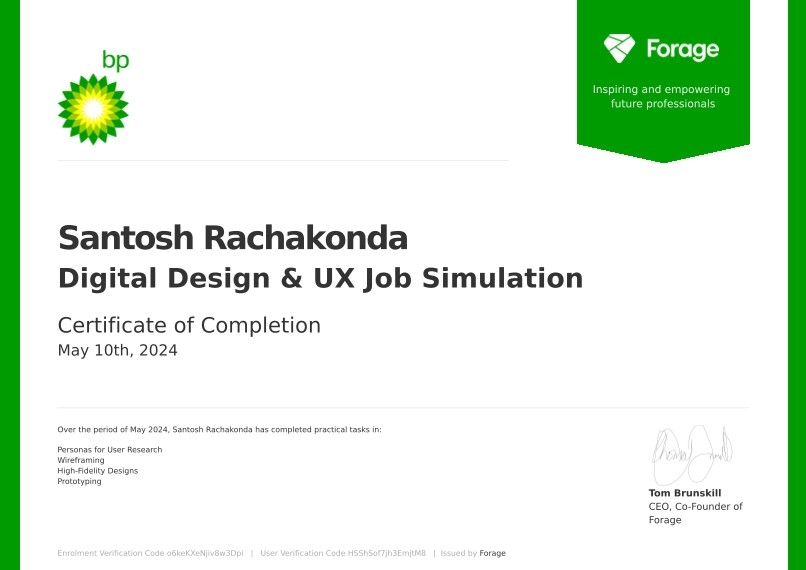 bp
Forage
Inspiring and empowering
future professionals
Santosh Rachakonda
Digital Design & UX Job Simulation
Certificate of Completion
May 10th, 2024
Over the period of May 2024, Santosh Rachakonda has completed practical tasks in:
Personas for User Research
Wireframing
High-Fidelity Designs
Prototyping
Tom Brunskill
CEO, Co-Founder of
Forage
Enrolment Verification Code o6keKXeNjiv8w3Dpi | User Verification Code HSShSof7jh3EmjtM8 | Issued by Forage